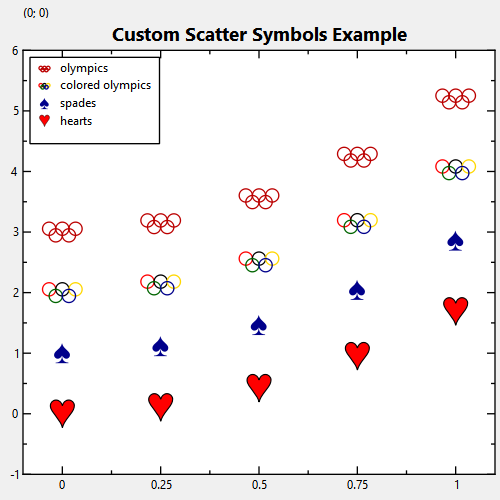 (0; 0)
Custom Scatter Symbols Example
olympics
colored olympics
spades
hearts
6
5
4
3
2
1
0
-1
0 0.25 0.5 0.75 1